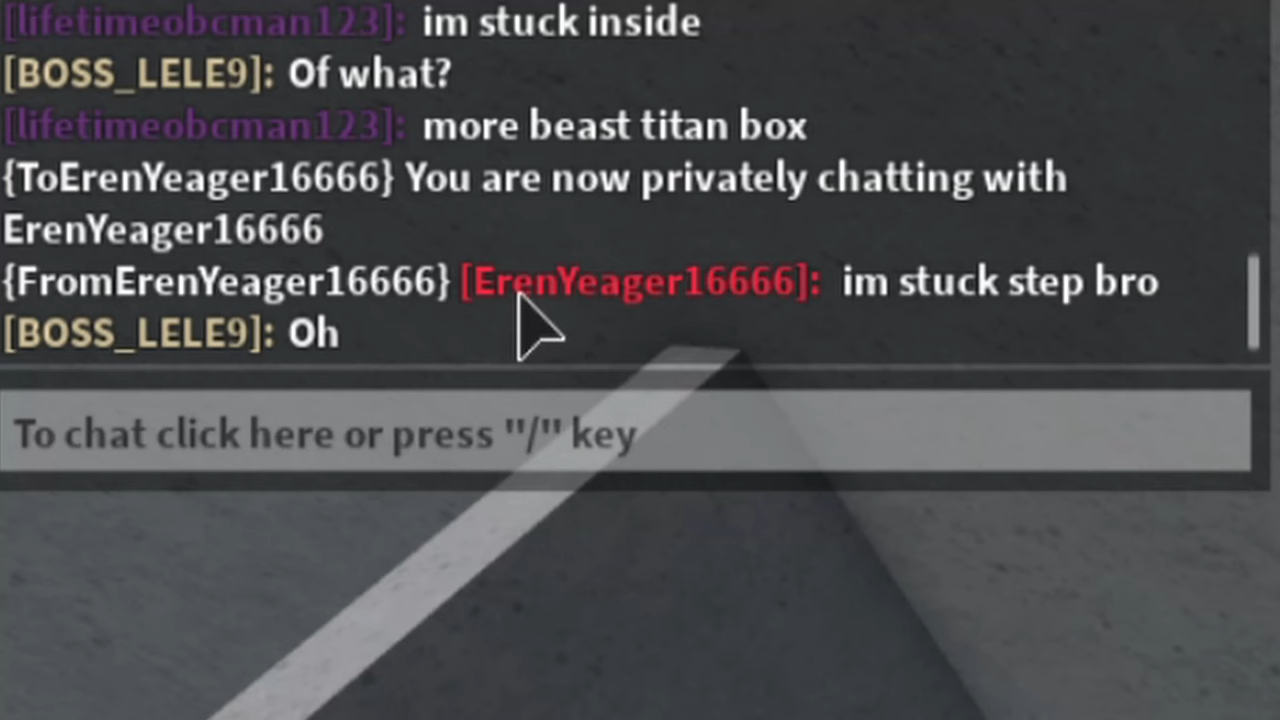 [lifetimeobcman123]: im stuck inside
[BOSS_LELE9]: Of what?
[lifetimeobcman123]: more beast titan box
{ToErenYeager16666} You are now privately chatting with
ErenYeager16666
{FromErenYeager16666} [ErenYeager16666]: im stuck step bro
[BOSS_LELE9]: Oh
To chat click here or press "/" key